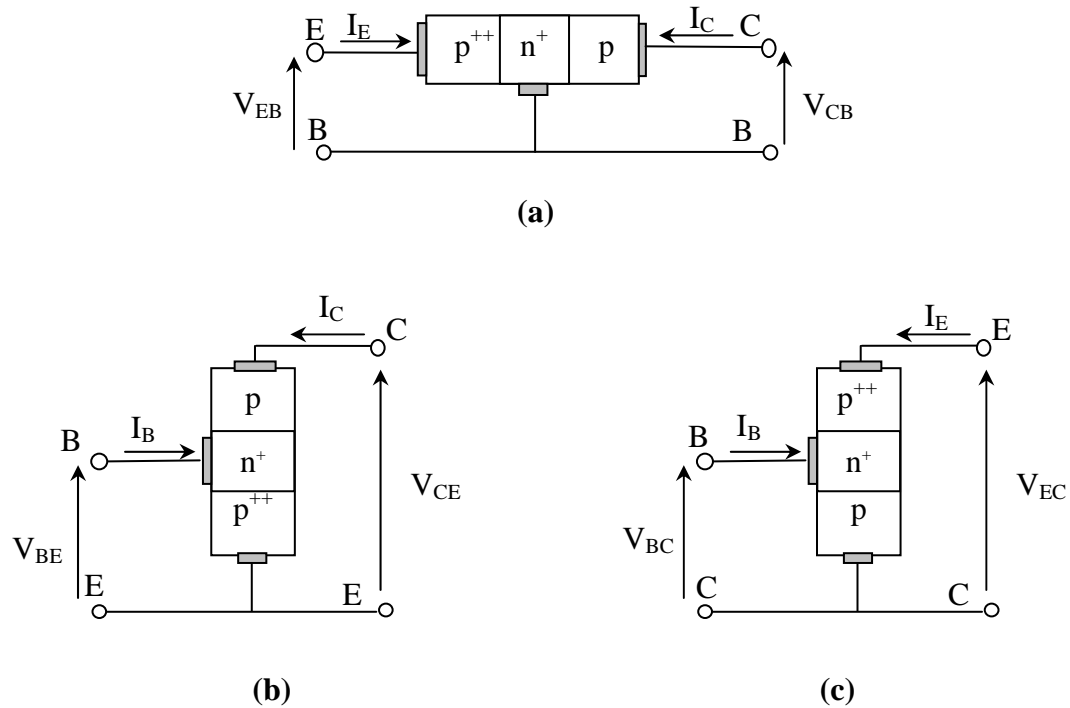 E I_E p⁺⁺ n⁺ p I_C C
V_EB V_CB
B B
(a)
I_C C
p
B I_B n⁺
V_CE
p⁺⁺
V_BE
E E
(b)
I_E E
p⁺⁺
B I_B n⁺
V_EC
p
V_BC
C C
(c)